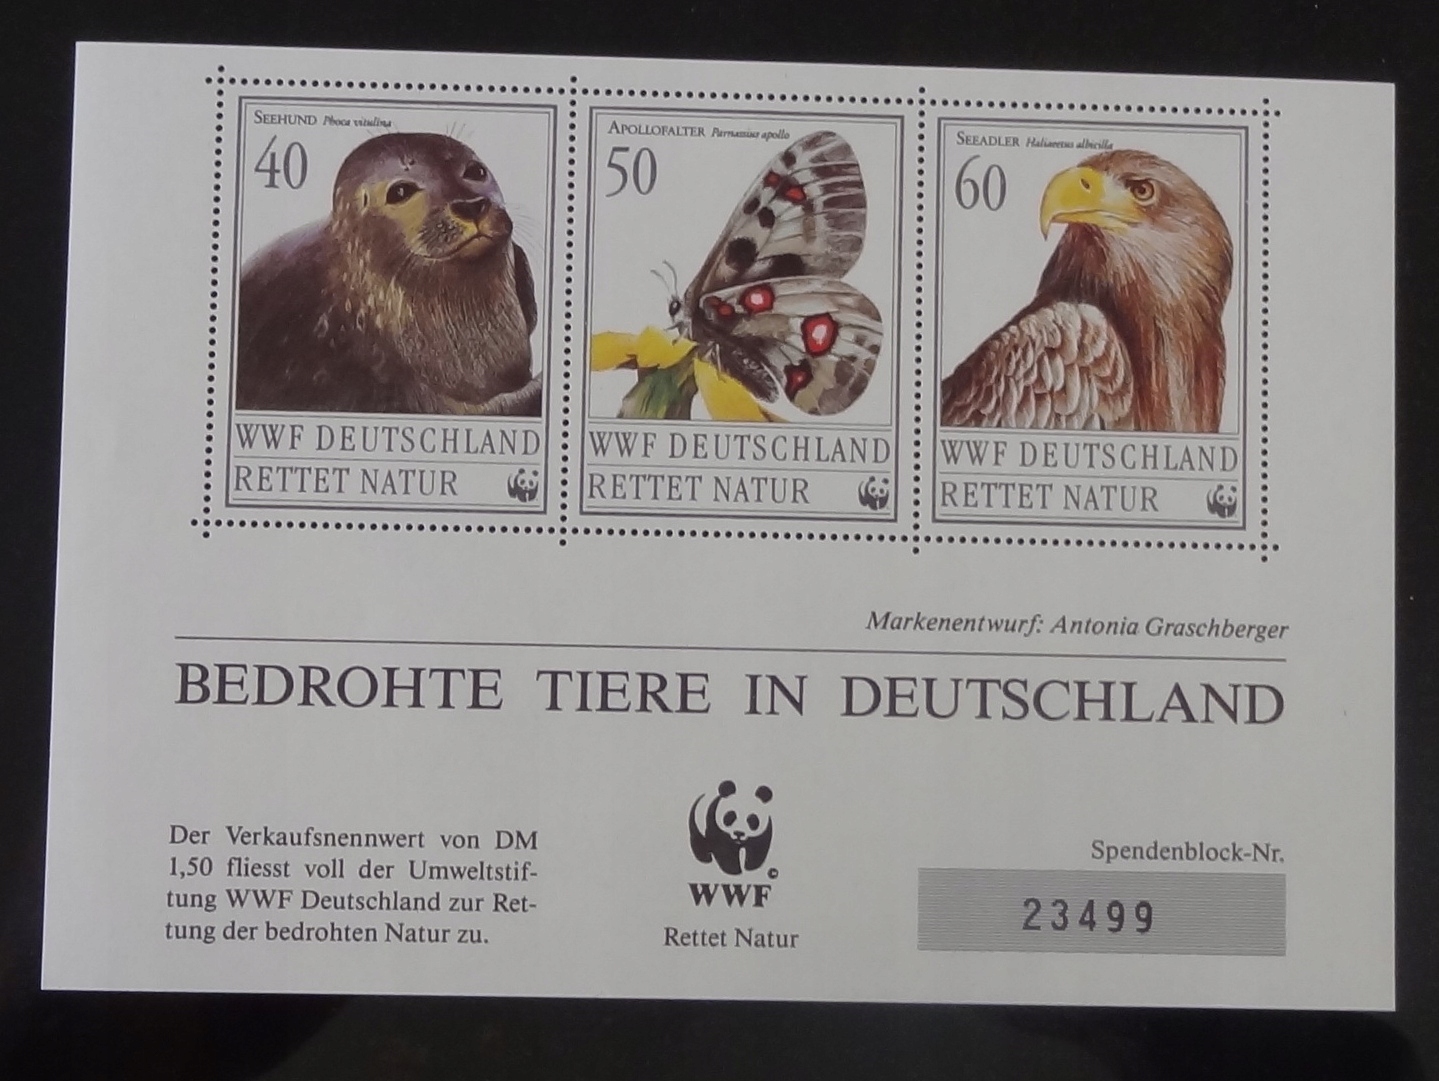 SEEHUND Phoca vitulina
40
WWF DEUTSCHLAND
RETTET NATUR
APOLLOFALTER Parnassius apollo
50
WWF DEUTSCHLAND
RETTET NATUR
SEEADLER Haliaeetus albicilla
60
WWF DEUTSCHLAND
RETTET NATUR
Markenentwurf: Antonia Graschberger
BEDROHTE TIERE IN DEUTSCHLAND
Der Verkaufsnennwert von DM
1,50 fliesst voll der Umweltstif-
tung WWF Deutschland zur Ret-
tung der bedrohten Natur zu.
©
WWF
Rettet Natur
Spendenblock-Nr.
23499